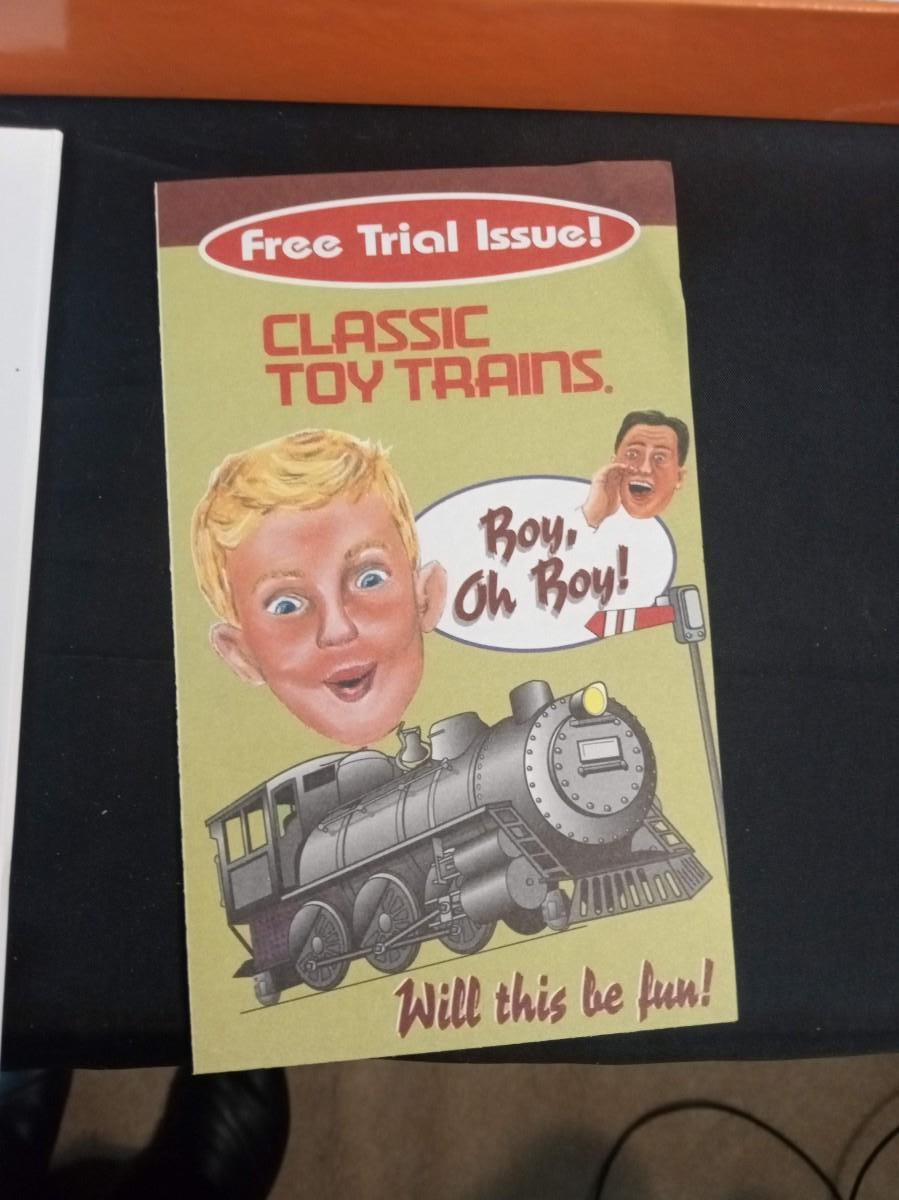 Free Trial Issue!
CLASSIC
TOY TRAINS.
Boy,
Oh Boy!
Will this be fun!